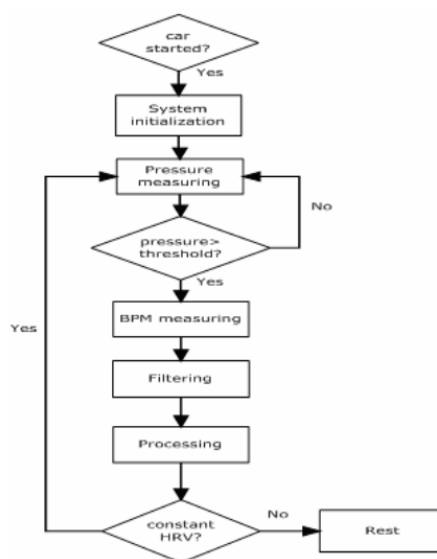 car
started?
Yes
System
initialization
Pressure
measuring
No
pressure>
threshold?
Yes
BPM measuring
Yes
Filtering
Processing
constant
HRV?
No
Rest